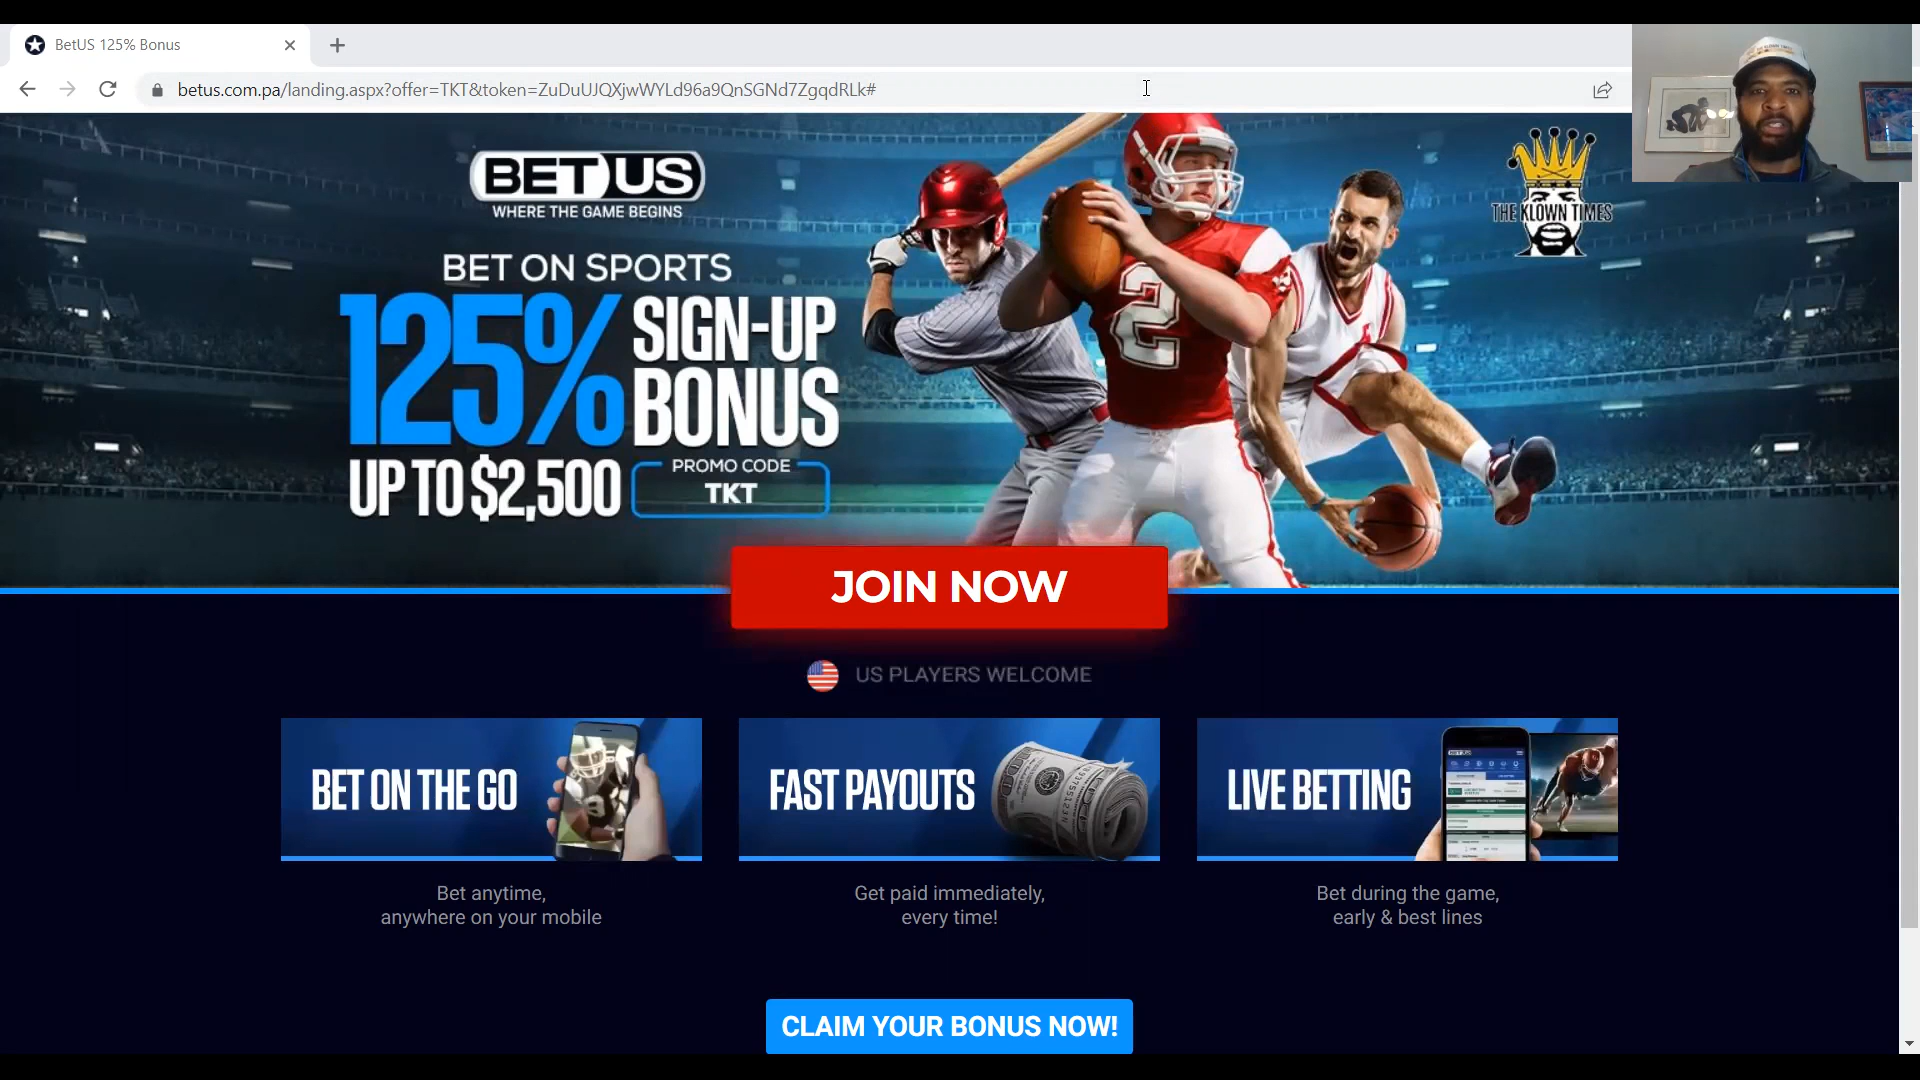 BetUS 125% Bonus
betus.com.pa/landing.aspx?offer=TKT&token=ZuDuUJQXjwWYLd96a9QnSGNd7ZgqdRLk#
BET US
WHERE THE GAME BEGINS
BET ON SPORTS
125% SIGN-UP
BONUS
UP TO $2,500
PROMO CODE
TKT
2
THE KLOWN TIMES
JOIN NOW
US PLAYERS WELCOME
BET ON THE GO
FAST PAYOUTS
LIVE BETTING
Bet anytime,
anywhere on your mobile
Get paid immediately,
every time!
Bet during the game,
early & best lines
CLAIM YOUR BONUS NOW!